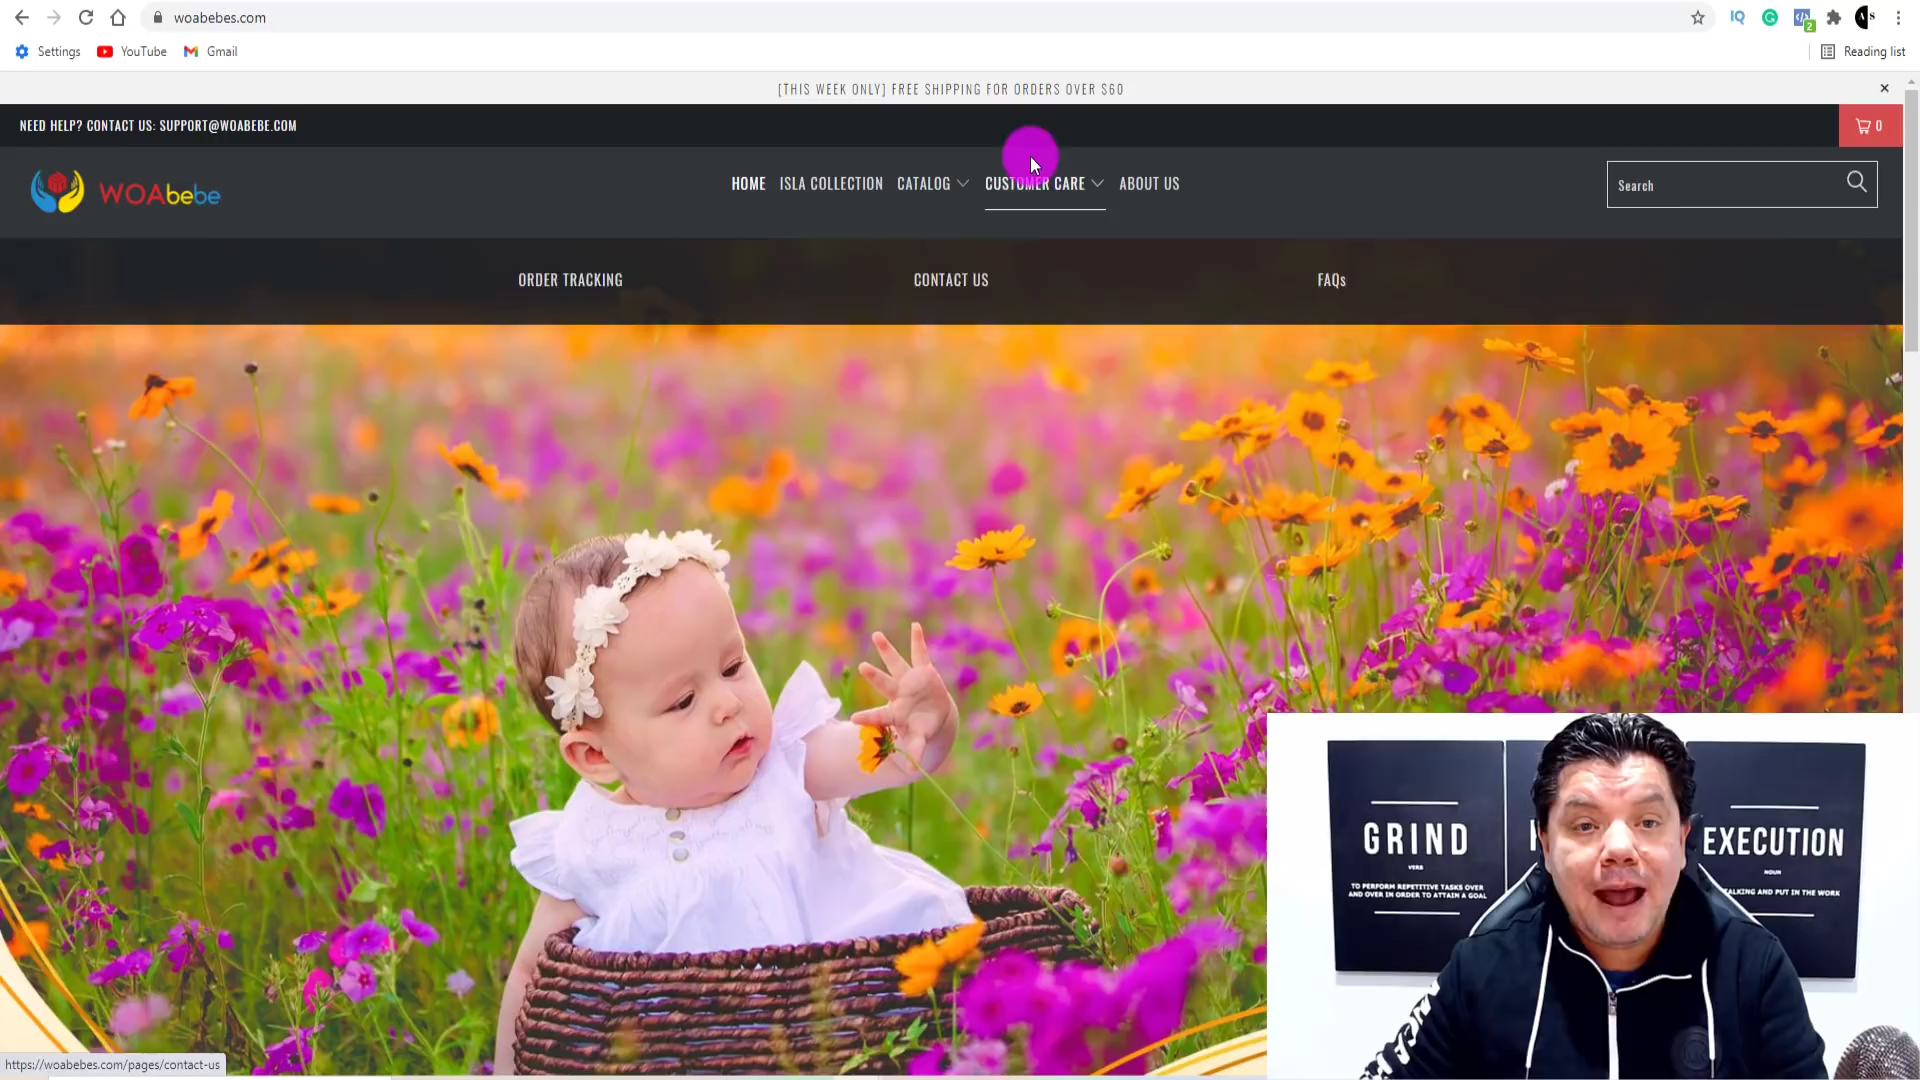 woabebes.com
IQ
2
AS
Settings
YouTube
Gmail
Reading list
[THIS WEEK ONLY] FREE SHIPPING FOR ORDERS OVER $60
NEED HELP? CONTACT US: SUPPORT@WOABEBE.COM
0
WOAbebe
HOME
ISLA COLLECTION
CATALOG
CUSTOMER CARE
ABOUT US
Search
ORDER TRACKING
CONTACT US
FAQs
GRIND
VERB
TO PERFORM REPETITIVE TASKS OVER
AND OVER IN ORDER TO ATTAIN A GOAL
EXECUTION
NOUN
TALKING AND PUT IN THE WORK
https://woabebes.com/pages/contact-us